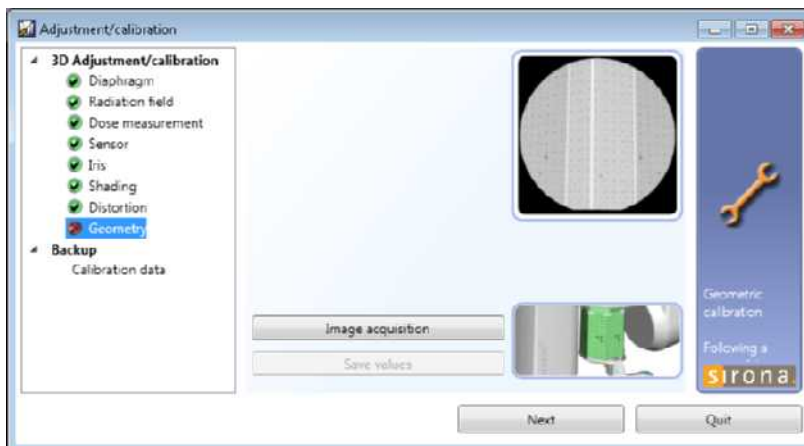 Adjustment/calibration
3D Adjustment/calibration
Diaphragm
Radiation field
Dose measurement
Sensor
Iris
Shading
Distortion
Geometry
Backup
Calibration data
Image acquisition
Save values
Geometric
calibration
Following a
sirona.
Next
Quit